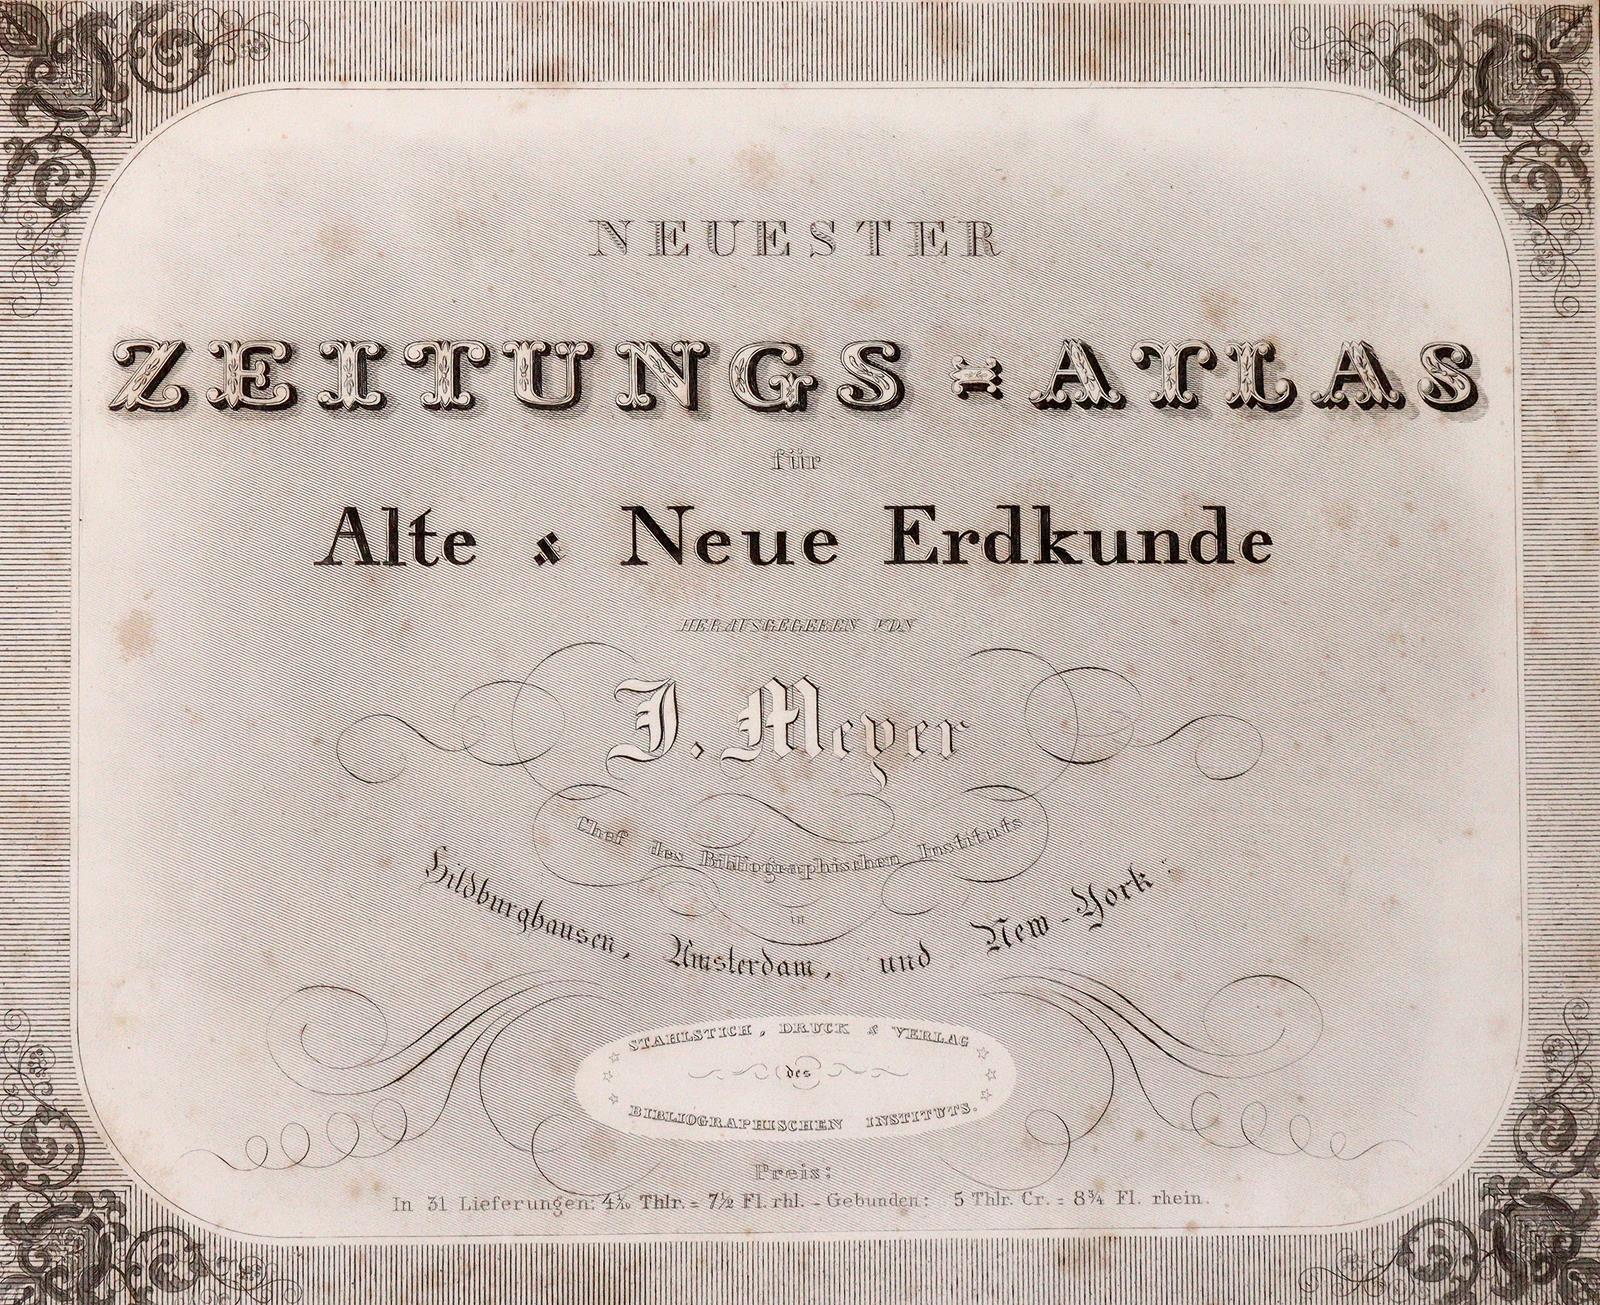 NEUESTER
ZEITUNGS=ATLAS
für
Alte & Neue Erdkunde
HERAUSGEGEBEN VON
J. Meyer
Chef des Bibliographischen Instituts
in
Hildburghausen, Amsterdam, und New-York:
STAHLSTICH, DRUCK & VERLAG
des
BIBLIOGRAPHISCHEN INSTITUTS.
Preis:
In 31 Lieferungen: Thlr. = 7½ Fl. rhl. - Gebunden: 5 Thlr. Cr. = 8¾ Fl. rhein.